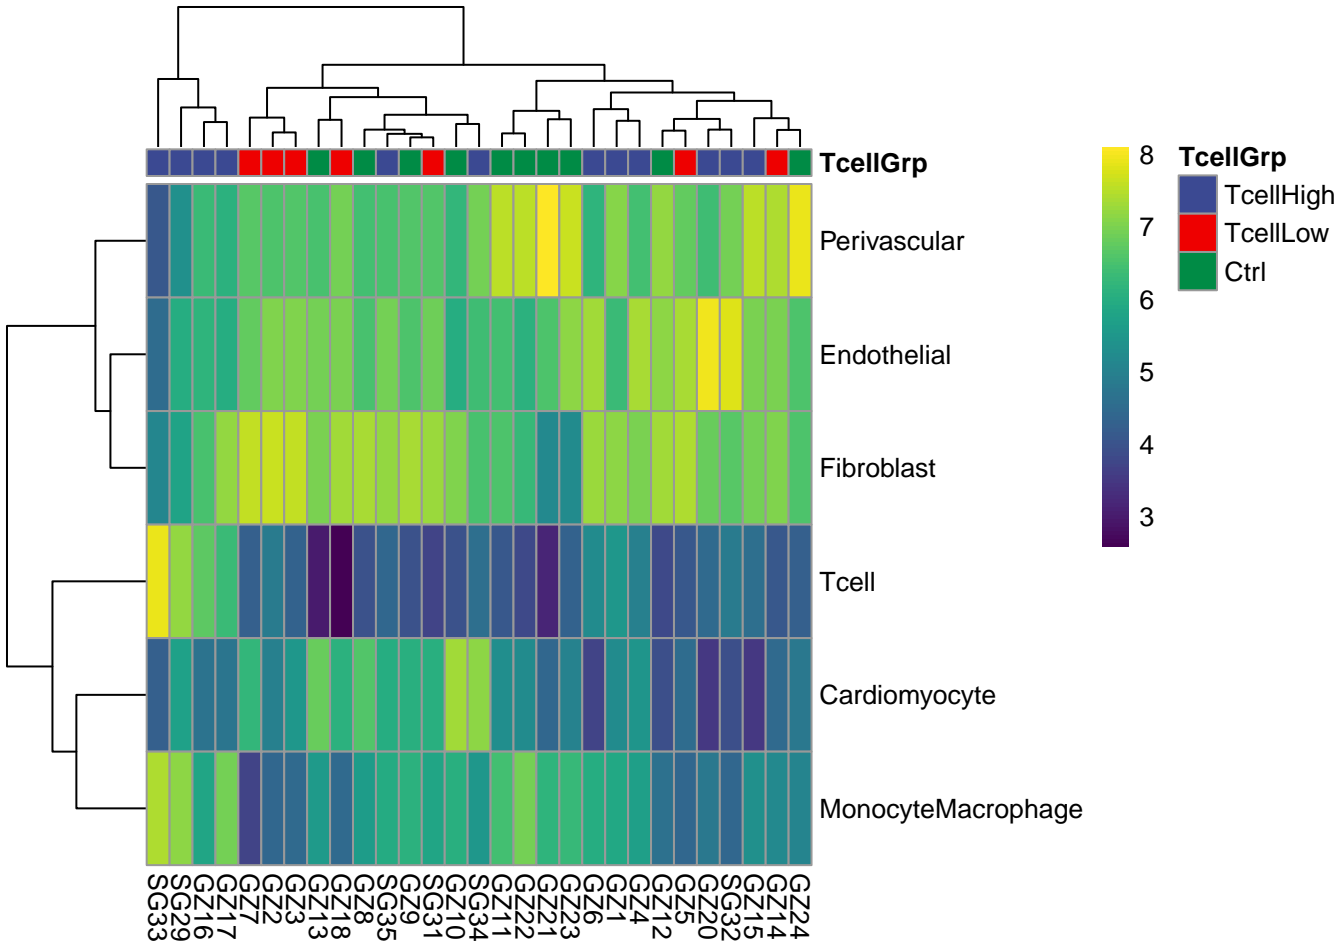 TcellGrp
Perivascular
Endothelial
Fibroblast
Tcell
Cardiomyocyte
MonocyteMacrophage
8
7
6
5
4
3
TcellGrp
TcellHigh
TcellLow
Ctrl
SG33
SG29
GZ16
GZ17
GZ7
GZ2
GZ3
GZ13
GZ18
GZ8
SG35
GZ9
SG31
GZ10
SG34
GZ11
GZ22
GZ21
GZ23
GZ6
GZ1
GZ4
GZ12
GZ5
GZ20
SG32
GZ15
GZ14
GZ24